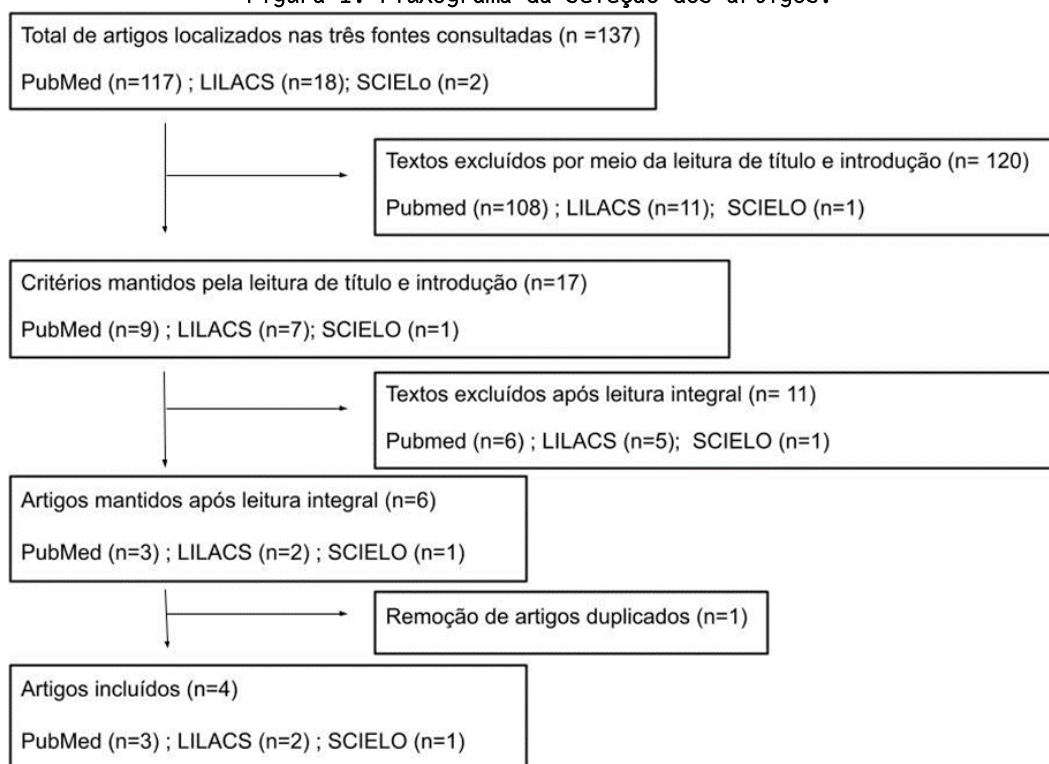 Figura 1. Fluxograma da seleção dos artigos.
Total de artigos localizados nas três fontes consultadas (n =137)
PubMed (n=117) ; LILACS (n=18); SCIELo (n=2)
Textos excluídos por meio da leitura de título e introdução (n= 120)
Pubmed (n=108) ; LILACS (n=11);  SCIELO (n=1)
Critérios mantidos pela leitura de título e introdução (n=17)
PubMed (n=9) ; LILACS (n=7); SCIELO (n=1)
Textos excluídos após leitura integral (n= 11)
Pubmed (n=6) ; LILACS (n=5);  SCIELO (n=1)
Artigos mantidos após leitura integral (n=6)
PubMed (n=3) ; LILACS (n=2) ; SCIELO (n=1)
Remoção de artigos duplicados (n=1)
Artigos incluídos (n=4)
PubMed (n=3) ; LILACS (n=2) ; SCIELO (n=1)